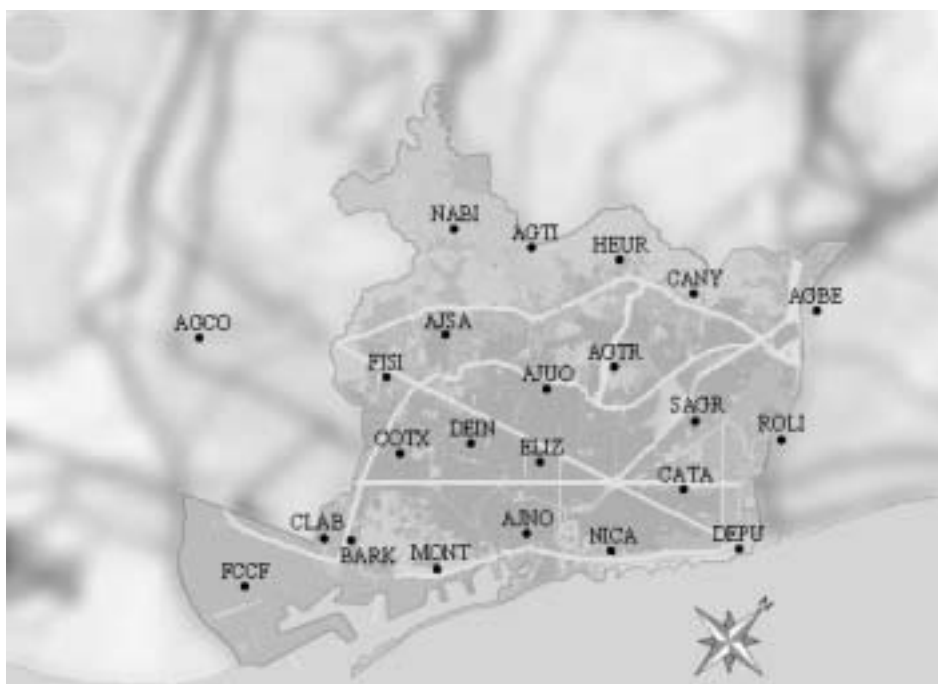 NABI
AGTI
HEUR
CANY
AGBE
AGCO
AJSA
FISI
AJUO
AGTR
SAGR
ROLI
COTX
DEIN
ELIZ
CATA
CLAB
BARK
MONT
AJNO
NICA
DEPU
FCCF
N